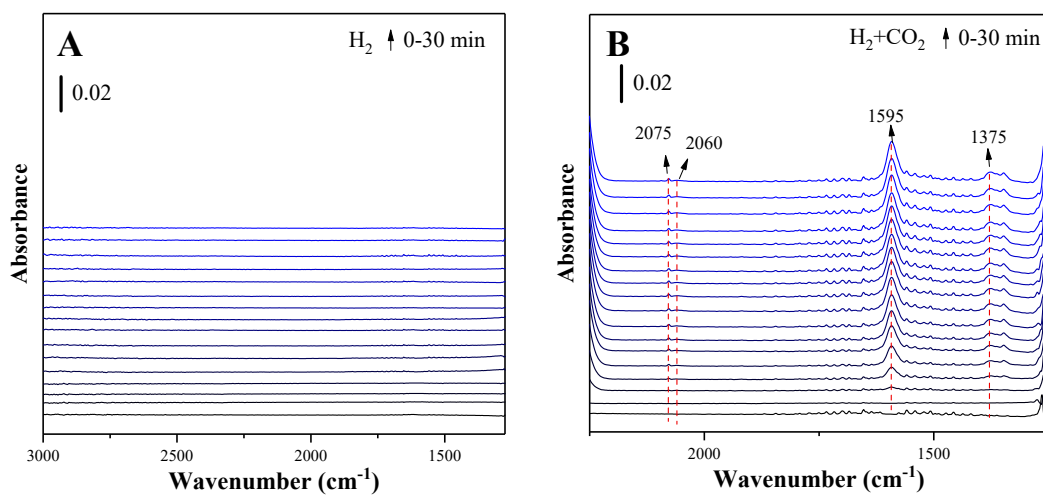 A
H₂ ↑ 0-30 min
0.02
Absorbance
3000
2500
2000
1500
Wavenumber (cm⁻¹)
B
H₂+CO₂ ↑ 0-30 min
0.02
2075
2060
1595
1375
Absorbance
2000
1500
Wavenumber (cm⁻¹)